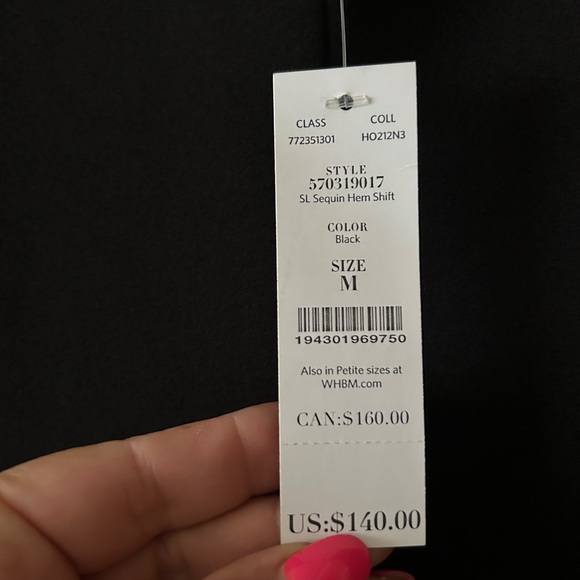 CLASS COLL
772351301 HO212N3
STYLE
570319017
SL Sequin Hem Shift
COLOR
Black
SIZE
M
194301969750
Also in Petite sizes at
WHBM.com
CAN:$160.00
US:$140.00